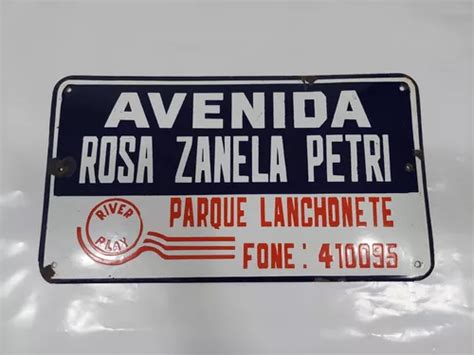 AVENIDA
ROSA ZANELA PETRI
RIVER
PLAY
PARQUE LANCHONETE
FONE: 410095